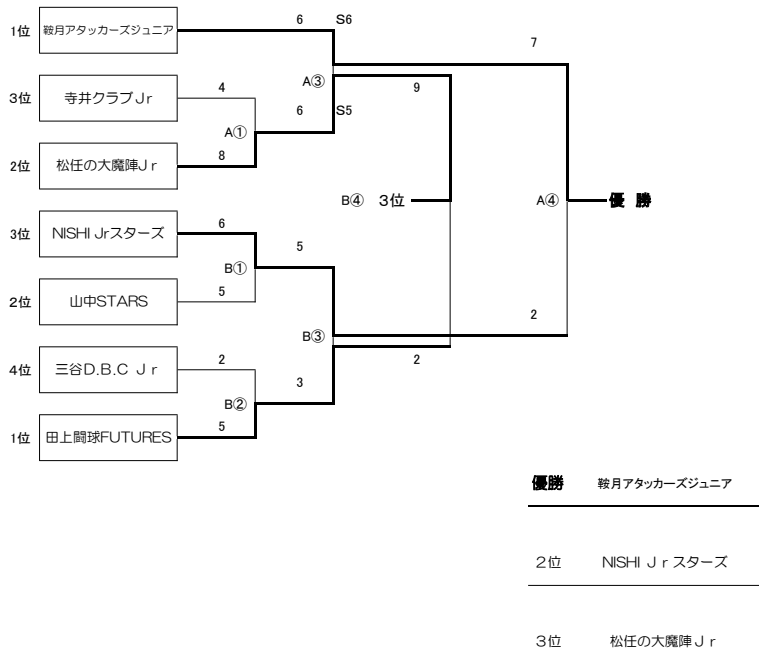 6 S6
1位 鞍月アタッカーズジュニア
7
A③
9
4
3位 寺井クラブJr
6 S5
A①
8
2位 松任の大魔陣Jr
B④ 3位
A④ 優 勝
6
3位 NISHI Jrスターズ
5
B①
5
2位 山中STARS
2
B③
2
2
4位 三谷D.B.C Jr
3
B②
5
1位 田上闘球FUTURES
優勝 鞍月アタッカーズジュニア
2位 NISHI Jrスターズ
3位 松任の大魔陣Jr